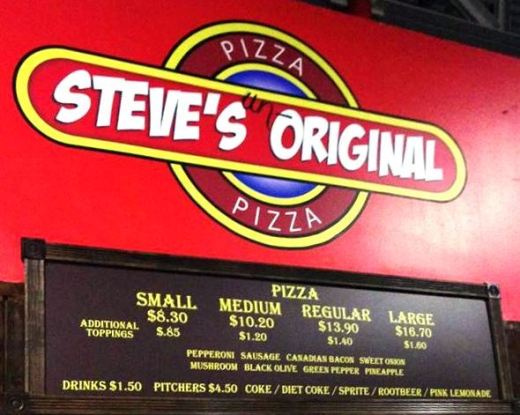 PIZZA
STEVE'S un ORIGINAL
PIZZA
PIZZA
SMALL MEDIUM REGULAR LARGE
$8.30 $10.20 $13.90 $16.70
ADDITIONAL TOPPINGS $.85 $1.20 $1.40 $1.60
PEPPERONI SAUSAGE CANADIAN BACON SWEET ONION
MUSHROOM BLACK OLIVE GREEN PEPPER PINEAPPLE
DRINKS $1.50 PITCHERS $4.50 COKE / DIET COKE / SPRITE / ROOTBEER / PINK LEMONADE